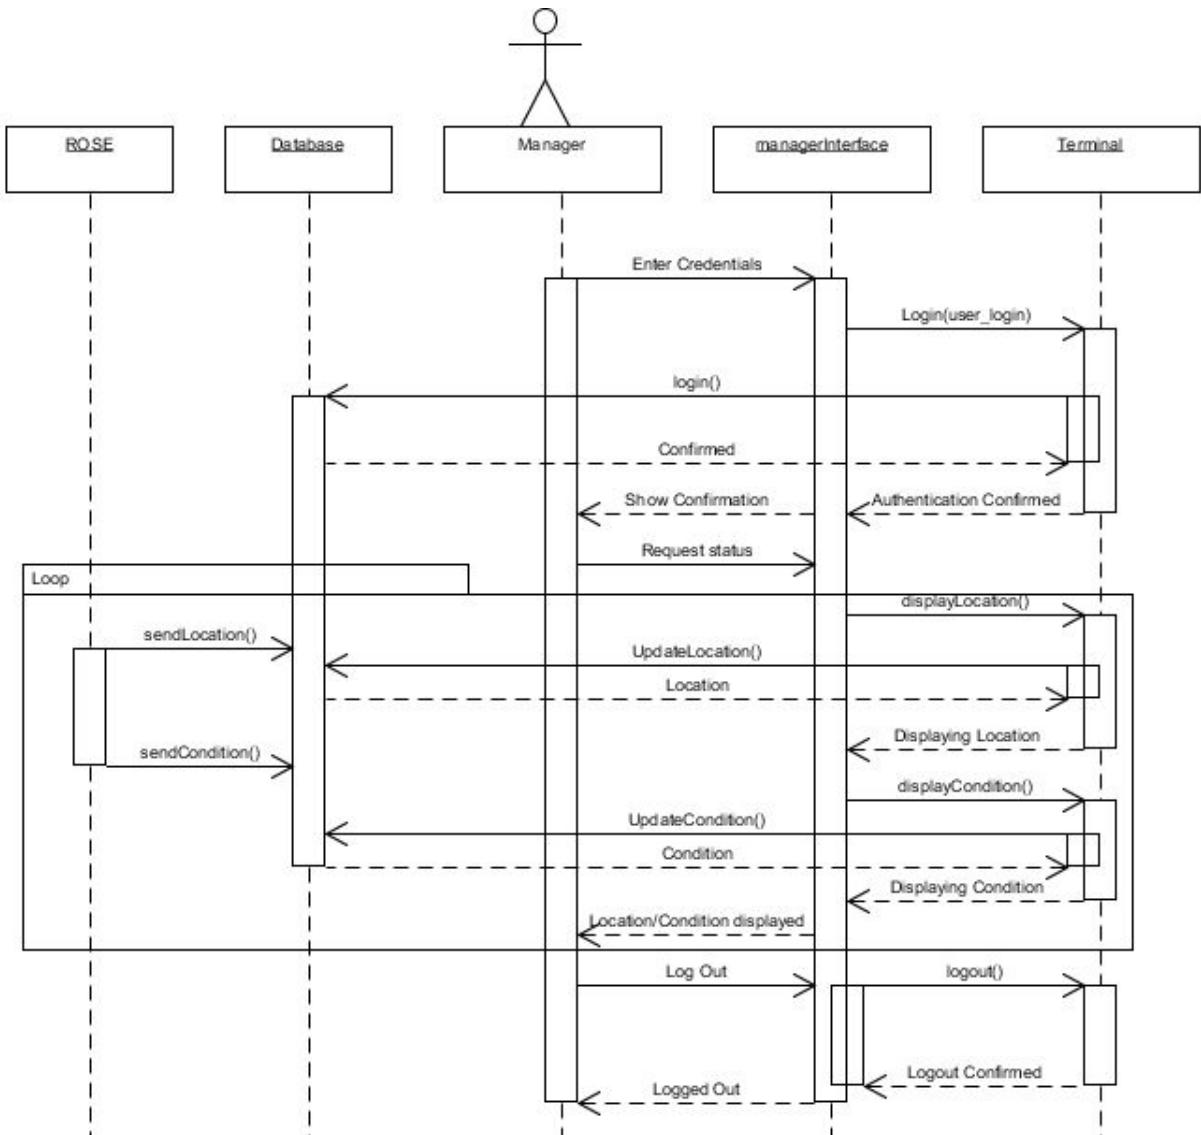 ROSE
Database
Manager
managerInterface
Terminal
Enter Credentials
Login(user_login)
login()
Confirmed
Show Confirmation
Authentication Confirmed
Request status
Loop
displayLocation()
sendLocation()
UpdateLocation()
Location
Displaying Location
sendCondition()
displayCondition()
UpdateCondition()
Condition
Displaying Condition
Location/Condition displayed
Log Out
logout()
Logout Confirmed
Logged Out